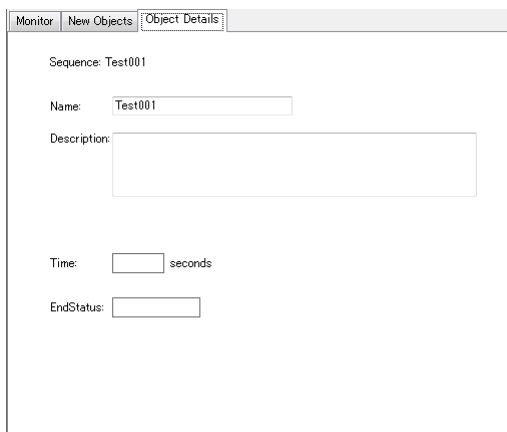 Monitor New Objects Object Details
Sequence: Test001
Name: Test001
Description:
Time: seconds
EndStatus: